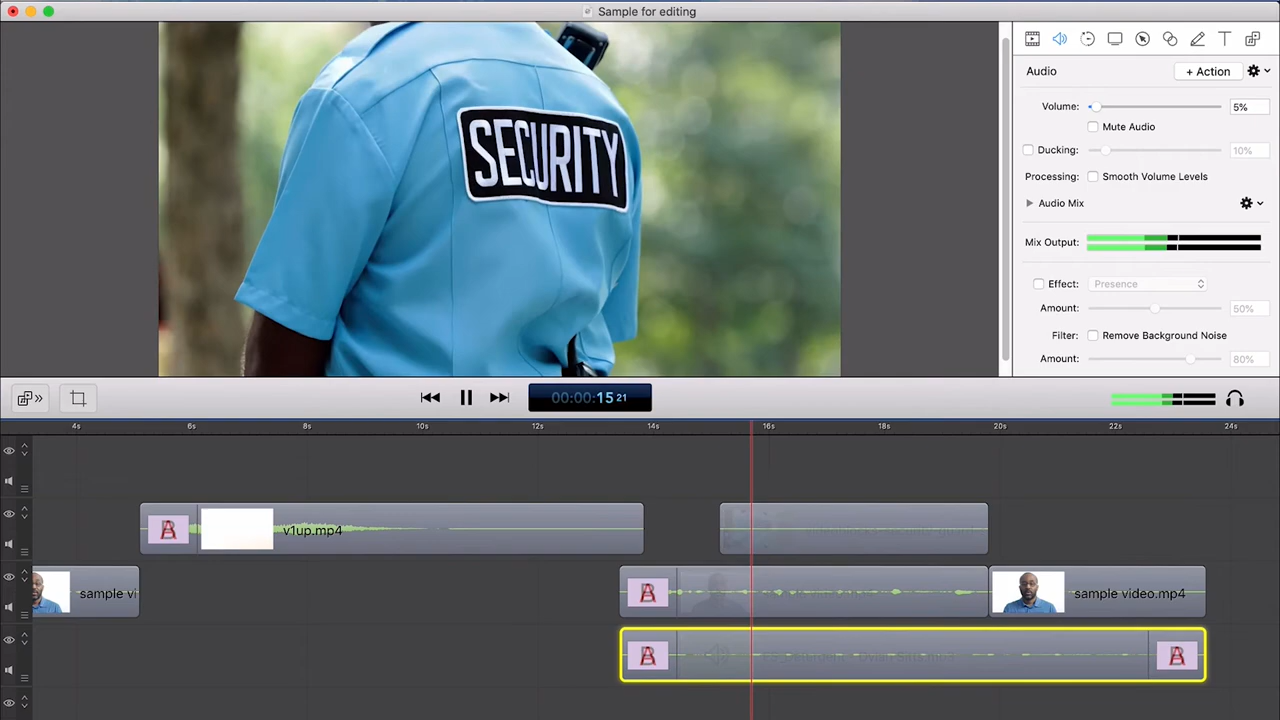 Sample for editing
SECURITY
Audio
+ Action
Volume:
5%
Mute Audio
Ducking:
10%
Processing:
Smooth Volume Levels
Audio Mix
Mix Output:
Effect:
Presence
Amount:
50%
Filter:
Remove Background Noise
Amount:
80%
00:00:15 21
4s
6s
8s
10s
12s
14s
16s
18s
20s
22s
24s
A
v1up.mp4
sample vi
A
sample video.mp4
A
A